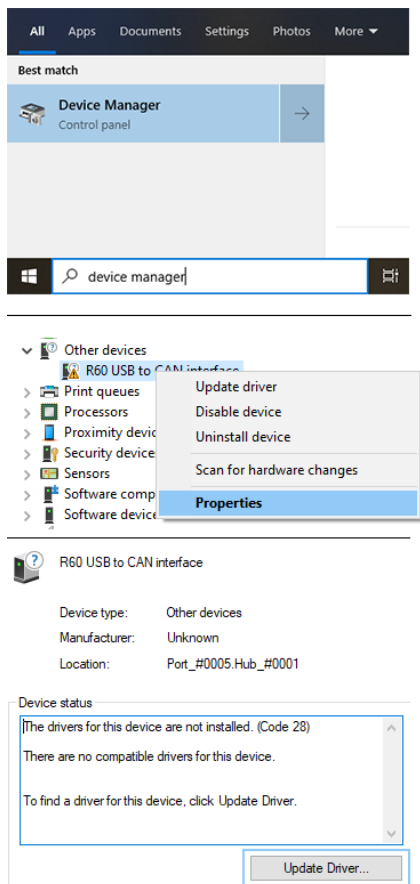 All Apps Documents Settings Photos More
Best match
Device Manager
Control panel
device manager
Other devices
R60 USB to CAN interface
Update driver
Print queues
Disable device
Processors
Uninstall device
Proximity devic
Security device
Scan for hardware changes
Sensors
Software comp
Properties
Software device
R60 USB to CAN interface
Device type: Other devices
Manufacturer: Unknown
Location: Port_#0005.Hub_#0001
Device status
The drivers for this device are not installed. (Code 28)
There are no compatible drivers for this device.
To find a driver for this device, click Update Driver.
Update Driver...